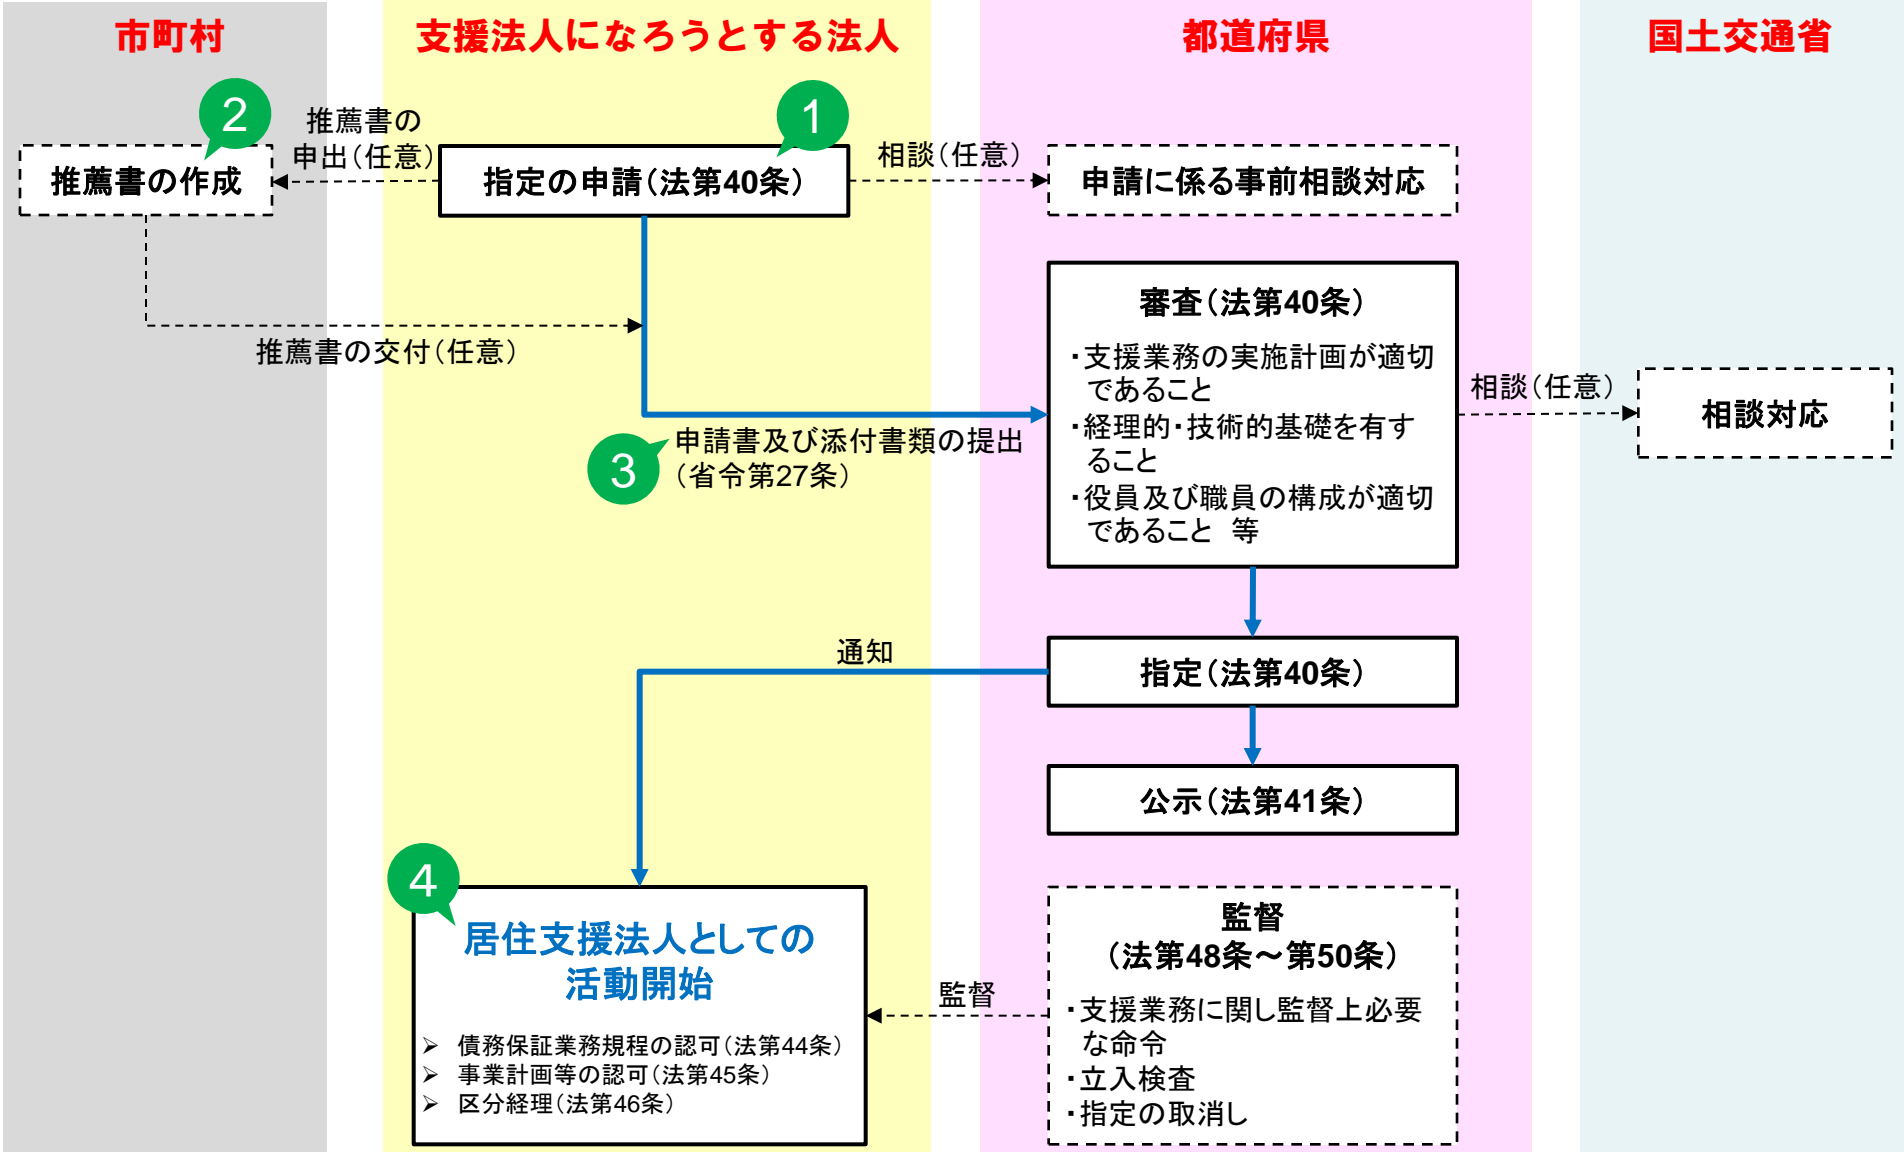 市町村
支援法人になろうとする法人
都道府県
国土交通省
2
推薦書の
申出（任意）
1
相談（任意）
推薦書の作成
指定の申請（法第40条）
申請に係る事前相談対応
推薦書の交付（任意）
審査（法第40条）
・支援業務の実施計画が適切
であること
・経理的・技術的基礎を有す
ること
・役員及び職員の構成が適切
であること　等
相談（任意）
相談対応
3
申請書及び添付書類の提出
（省令第27条）
通知
指定（法第40条）
公示（法第41条）
4
居住支援法人としての
活動開始
➢ 債務保証業務規程の認可（法第44条）
➢ 事業計画等の認可（法第45条）
➢ 区分経理（法第46条）
監督
監督
（法第48条～第50条）
・支援業務に関し監督上必要
な命令
・立入検査
・指定の取消し